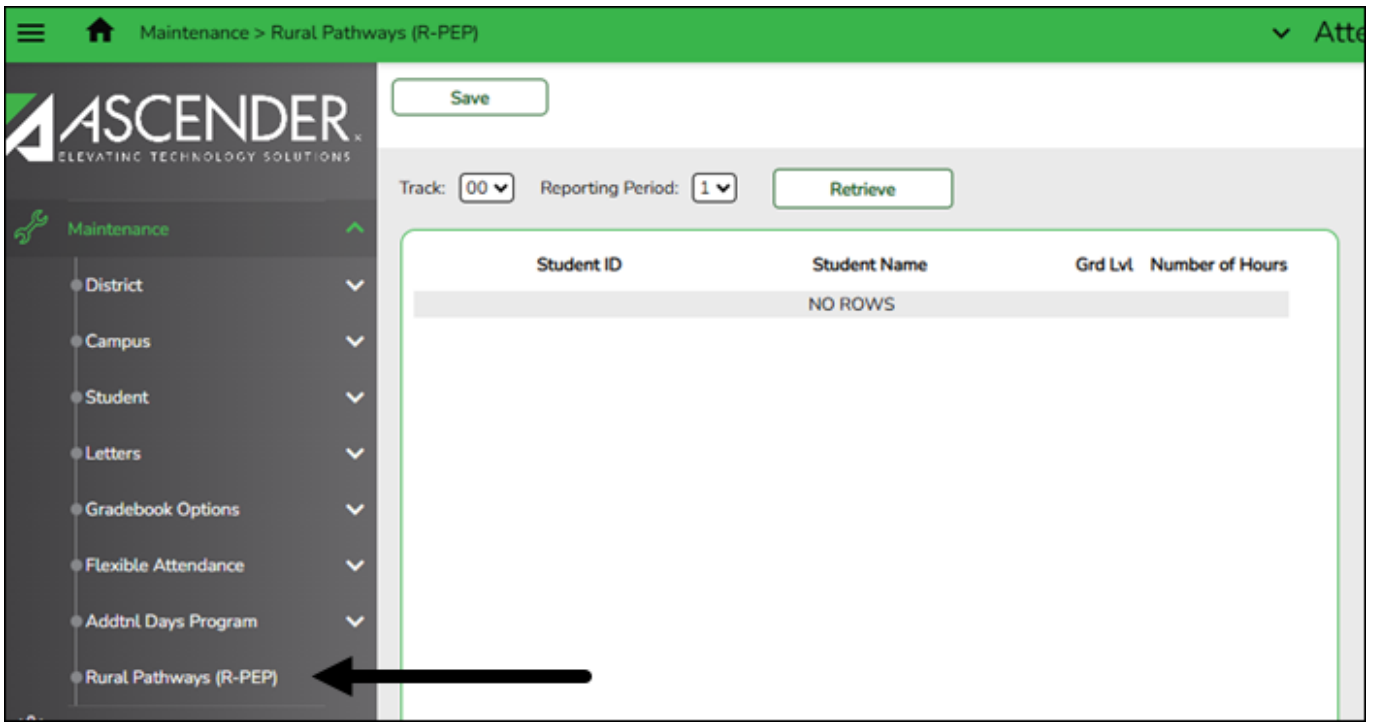 Maintenance > Rural Pathways (R-PEP)
Atte
ASCENDER
ELEVATING TECHNOLOGY SOLUTIONS
Save
Track: 00 Reporting Period: 1 Retrieve
Maintenance
District
Campus
Student
Letters
Gradebook Options
Flexible Attendance
Addtnl Days Program
Rural Pathways (R-PEP)
Student ID Student Name Grd Lvl Number of Hours
NO ROWS